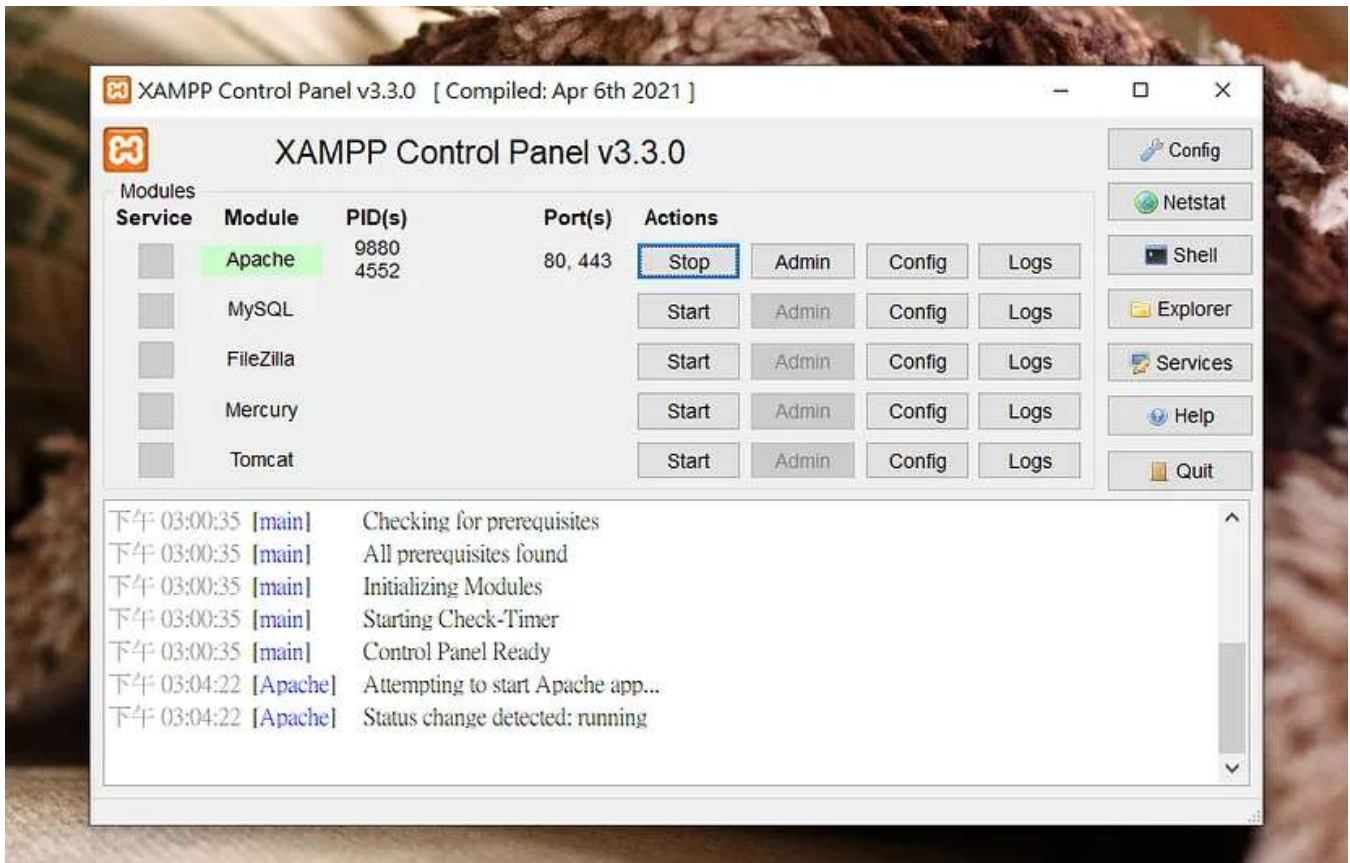 XAMPP Control Panel v3.3.0 [ Compiled: Apr 6th 2021 ]
XAMPP Control Panel v3.3.0
Config
Modules
Netstat
Service Module PID(s) Port(s) Actions
Apache 9880 4552 80, 443 Stop Admin Config Logs
Shell
MySQL Start Admin Config Logs
Explorer
FileZilla Start Admin Config Logs
Services
Mercury Start Admin Config Logs
Help
Tomcat Start Admin Config Logs
Quit
下午 03:00:35 [main] Checking for prerequisites
下午 03:00:35 [main] All prerequisites found
下午 03:00:35 [main] Initializing Modules
下午 03:00:35 [main] Starting Check-Timer
下午 03:00:35 [main] Control Panel Ready
下午 03:04:22 [Apache] Attempting to start Apache app...
下午 03:04:22 [Apache] Status change detected: running